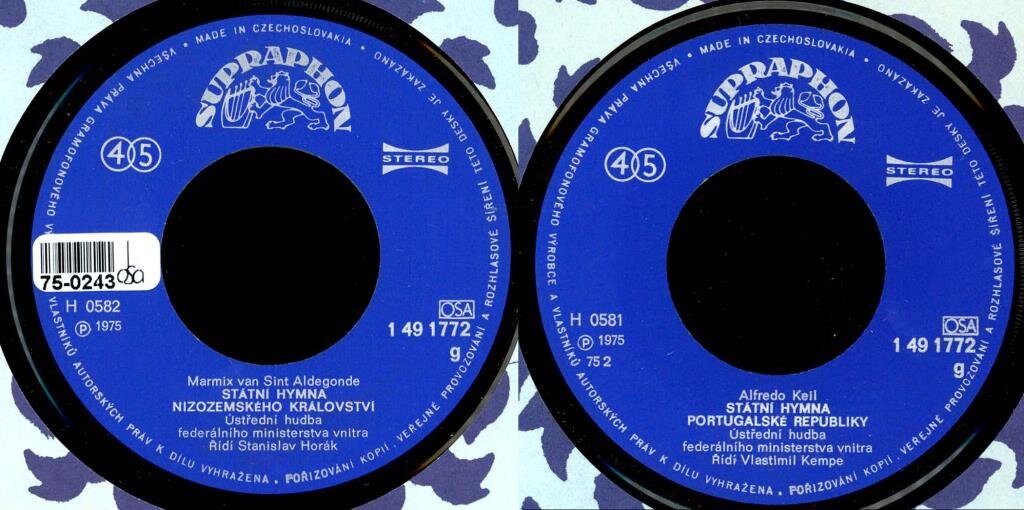 VŠECHNA PRÁVA GRAMOFONOVÉHO VLASTNÍKŮ AUTORSKÝCH PRÁV K DÍLU VYHRAŽENA • POŘIZOVÁNÍ KOPIÍ, VEŘEJNÉ PROVOZOVÁNÍ A ROZHLASOVÉ ŠÍŘENÍ TÉTO DESKY JE ZAKÁZÁNO • MADE IN CZECHOSLOVAKIA •
SUPRAPHON
45
STEREO
75-0243 osa
H 0582
℗ 1975
OSA
1 49 1772
g
Marmix van Sint Aldegonde
STÁTNÍ HYMNA
NIZOZEMSKÉHO KRÁLOVSTVÍ
Ústřední hudba
federálního ministerstva vnitra
Řídí Stanislav Horák
VŠECHNA PRÁVA GRAMOFONOVÉHO VÝROBCE A VLASTNÍKŮ AUTORSKÝCH PRÁV K DÍLU VYHRAŽENA • POŘIZOVÁNÍ KOPIÍ, VEŘEJNÉ PROVOZOVÁNÍ A ROZHLASOVÉ ŠÍŘENÍ TÉTO DESKY JE ZAKÁZÁNO • MADE IN CZECHOSLOVAKIA •
SUPRAPHON
45
STEREO
H 0581
℗ 1975
75 2
OSA
1 49 1772
g
Alfredo Keil
STÁTNÍ HYMNA
PORTUGALSKÉ REPUBLIKY
Ústřední hudba
federálního ministerstva vnitra
Řídí Vlastimil Kempe